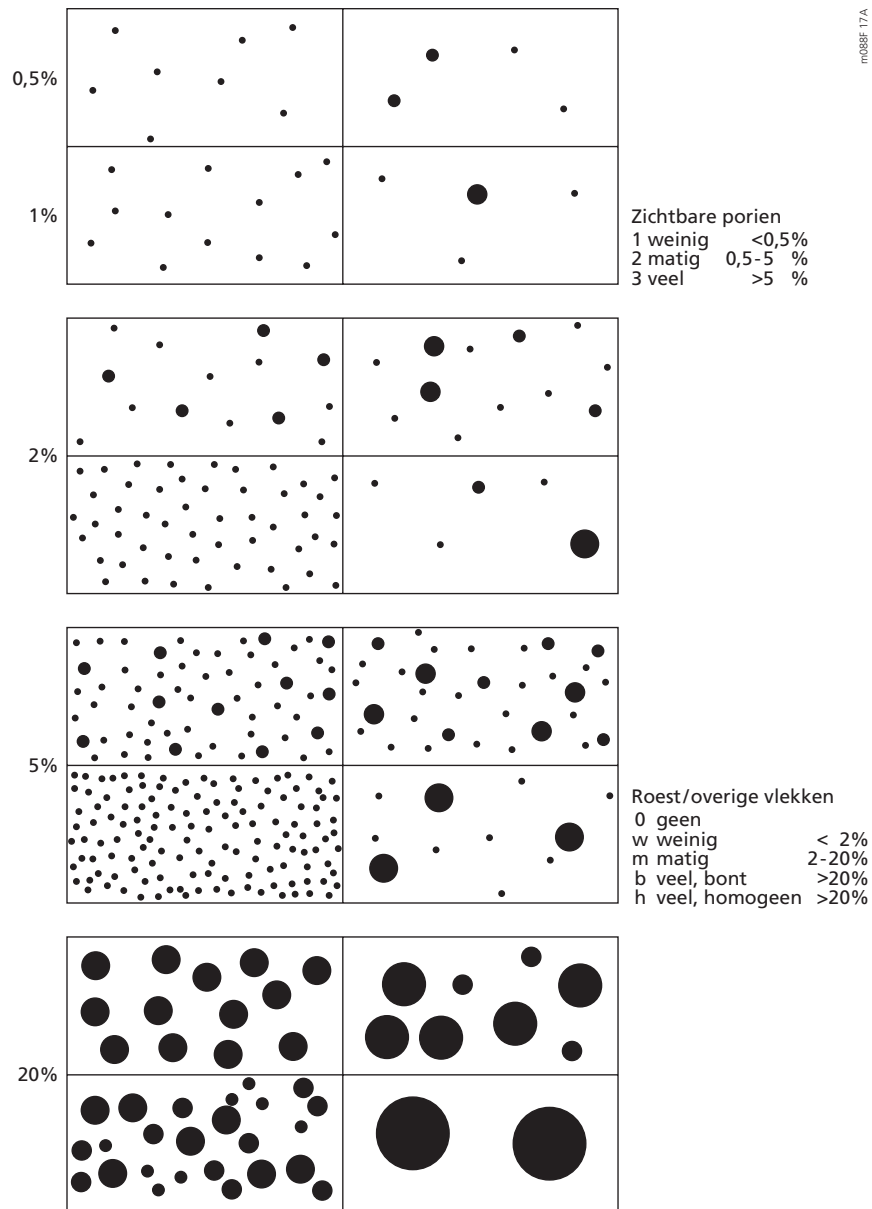 m088F 17A
0,5%
1%
Zichtbare porien
1 weinig <0,5%
2 matig 0,5-5 %
3 veel >5 %
2%
5%
Roest/overige vlekken
0 geen
w weinig < 2%
m matig 2-20%
b veel, bont >20%
h veel, homogeen >20%
20%